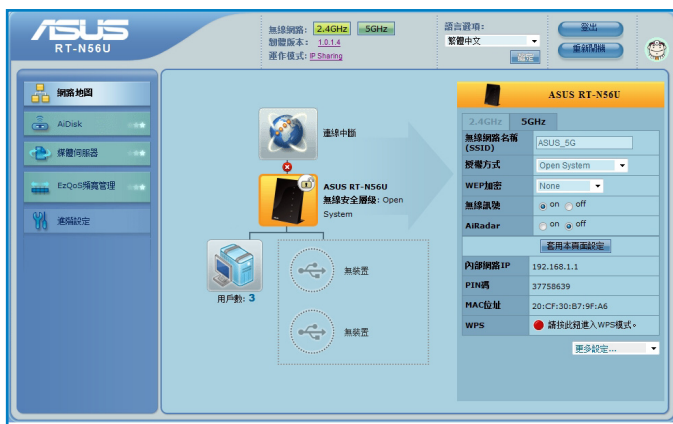 ASUS
RT-N56U
無線頻道: 2.4GHz 5GHz
韌體版本: 1.0.1.4
運作模式: IP Sharing
語言選項:
繁體中文
登出
重新開機
網路地圖
AiDisk
媒體伺服器
EzQoS頻寬管理
進階設定
連線中斷
ASUS RT-N56U
無線安全層級: Open
System
用戶數: 3
無裝置
無裝置
ASUS RT-N56U
2.4GHz 5GHz
無線網路名稱
(SSID) ASUS_5G
授權方式 Open System
WEP加密 None
無線訊號 on off
AiRadar on off
套用本頁面設定
內部網路IP 192.168.1.1
PIN碼 37758639
MAC位址 20:CF:30:B7:9F:A6
WPS 請按此鈕進入WPS模式。
更多設定...